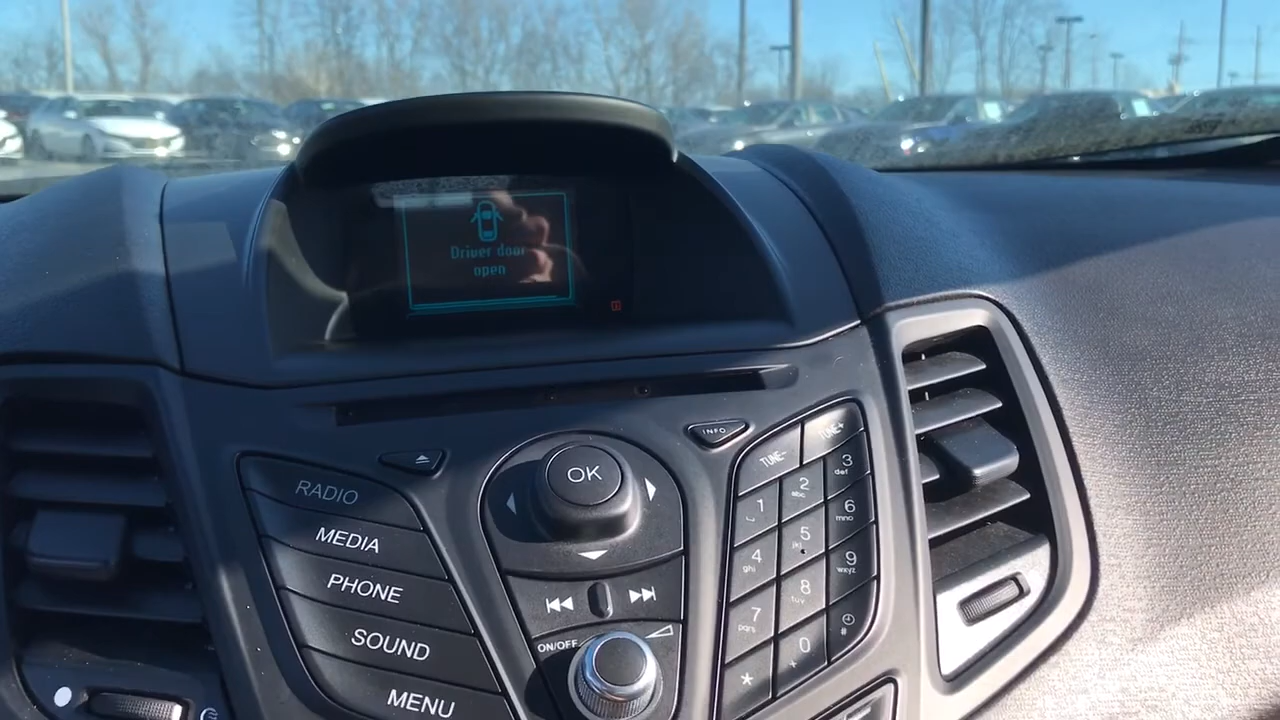 Driver door
open
INFO
RADIO
MEDIA
PHONE
SOUND
MENU
OK
ON/OFF
TUNE-
TUNE+
1
2
abc
3
def
4
ghi
5
jkl
6
mno
7
pqrs
8
tuv
9
wxyz
*
0
+
#